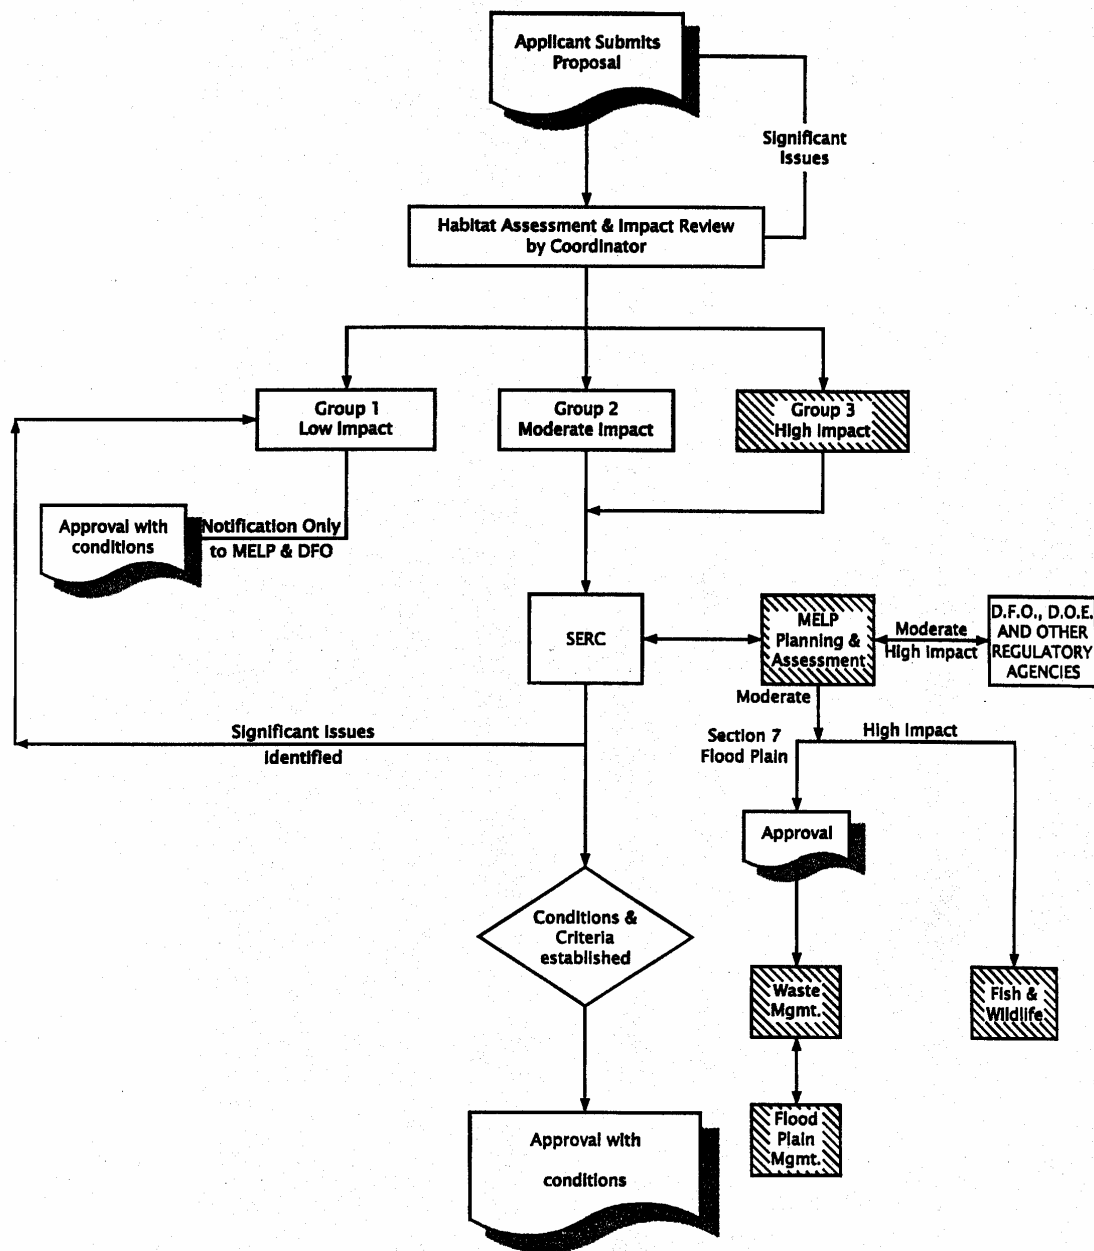 Applicant Submits
Proposal
Significant
Issues
Habitat Assessment & Impact Review
by Coordinator
Group 1
Low Impact
Group 2
Moderate Impact
Group 3
High Impact
Approval with
conditions
Notification Only
to MELP & DFO
SERC
MELP
Planning &
Assessment
Moderate
High Impact
D.F.O., D.O.E.
AND OTHER
REGULATORY
AGENCIES
Moderate
Significant Issues
Identified
Section 7
Flood Plain
High Impact
Approval
Conditions &
Criteria
established
Waste
Mgmt.
Fish &
Wildlife
Flood
Plain
Mgmt.
Approval with
conditions